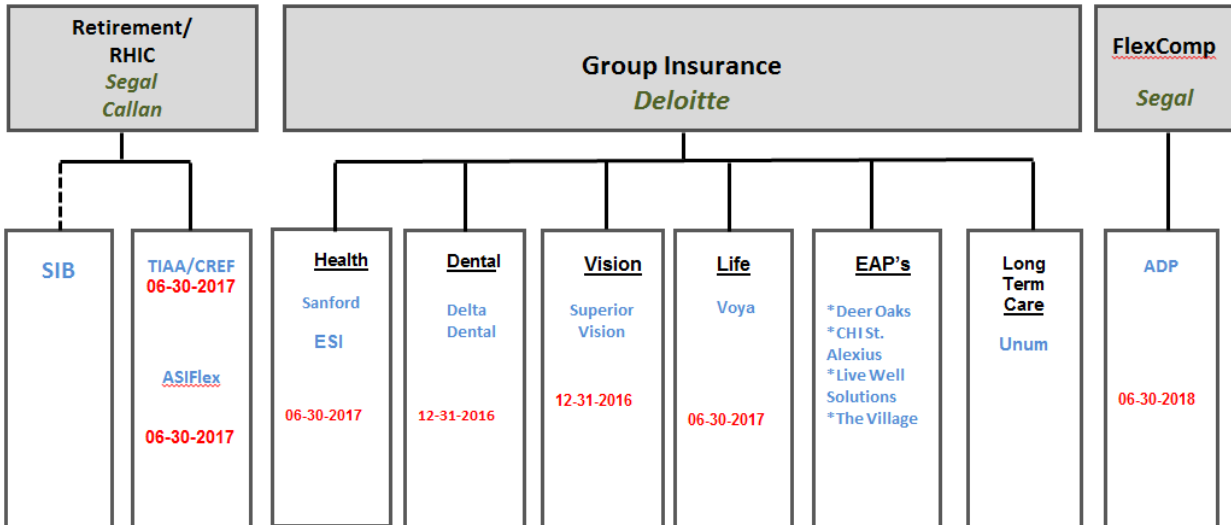 Retirement/
RHIC
Segal
Callan
Group Insurance
Deloitte
FlexComp
Segal
SIB
TIAA/CREF
06-30-2017
ASIFlex
06-30-2017
Health
Sanford
ESI
06-30-2017
Dental
Delta
Dental
12-31-2016
Vision
Superior
Vision
12-31-2016
Life
Voya
06-30-2017
EAP's
*Deer Oaks
*CHI St.
Alexius
*Live Well
Solutions
*The Village
Long
Term
Care
Unum
ADP
06-30-2018